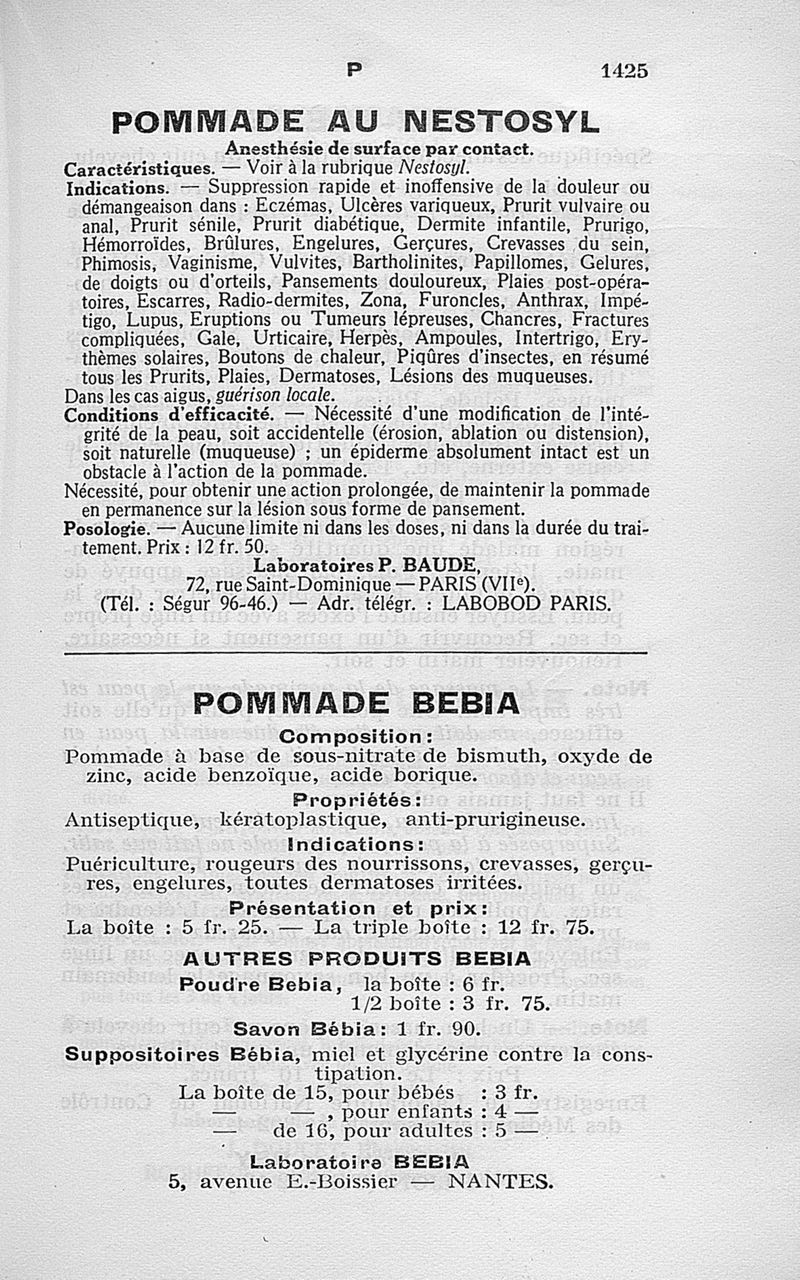 P 1425
POMMADE AU NESTOSYL
Anesthésie de surface par contact.
Caractéristiques. — Voir à la rubrique Nestosyl.
Indications. — Suppression rapide et inoffensive de la douleur ou
démangeaison dans : Eczémas, Ulcères variqueux, Prurit vulvaire ou
anal, Prurit sénile, Prurit diabétique, Dermite infantile, Prurigo,
Hémorroïdes, Brûlures, Engelures, Gerçures, Crevasses du sein,
Phimosis, Vaginisme, Vulvites, Bartholinites, Papillomes, Gelures,
de doigts ou d'orteils, Pansements douloureux, Plaies post-opéra-
toires, Escarres, Radio-dermites, Zona, Furoncles, Anthrax, Impé-
tigo, Lupus, Eruptions ou Tumeurs lépreuses, Chancres, Fractures
compliquées, Gale, Urticaire, Herpès, Ampoules, Intertrigo, Ery-
thèmes solaires, Boutons de chaleur, Piqûres d'insectes, en résumé
tous les Prurits, Plaies, Dermatoses, Lésions des muqueuses.
Dans les cas aigus, guérison locale.
Conditions d'efficacité. — Nécessité d'une modification de l'inté-
grité de la peau, soit accidentelle (érosion, ablation ou distension),
soit naturelle (muqueuse) ; un épiderme absolument intact est un
obstacle à l'action de la pommade.
Nécessité, pour obtenir une action prolongée, de maintenir la pommade
en permanence sur la lésion sous forme de pansement.
Posologie. — Aucune limite ni dans les doses, ni dans la durée du trai-
tement. Prix : 12 fr. 50.
Laboratoires P. BAUDE,
72, rue Saint-Dominique — PARIS (VIIe).
(Tél. : Ségur 96-46.) — Adr. télégr. : LABOBOD PARIS.
POMMADE BEBIA
Composition :
Pommade à base de sous-nitrate de bismuth, oxyde de
zinc, acide benzoïque, acide borique.
Propriétés :
Antiseptique, kératoplastique, anti-prurigineuse.
Indications :
Puériculture, rougeurs des nourrissons, crevasses, gerçu-
res, engelures, toutes dermatoses irritées.
Présentation et prix :
La boîte : 5 fr. 25. — La triple boîte : 12 fr. 75.
AUTRES PRODUITS BEBIA
Poudre Bebia, la boîte : 6 fr.
1/2 boîte : 3 fr. 75.
Savon Bébia : 1 fr. 90.
Suppositoires Bébia, miel et glycérine contre la cons-
tipation.
La boîte de 15, pour bébés : 3 fr.
— — — , pour enfants : 4 —
— de 16, pour adultes : 5 —
Laboratoire BEBIA
5, avenue E.-Boissier — NANTES.